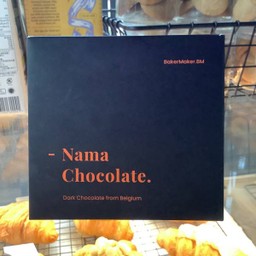 BakerMaker.BM
- Nama
Chocolate.
Dark Chocolate from Belgium